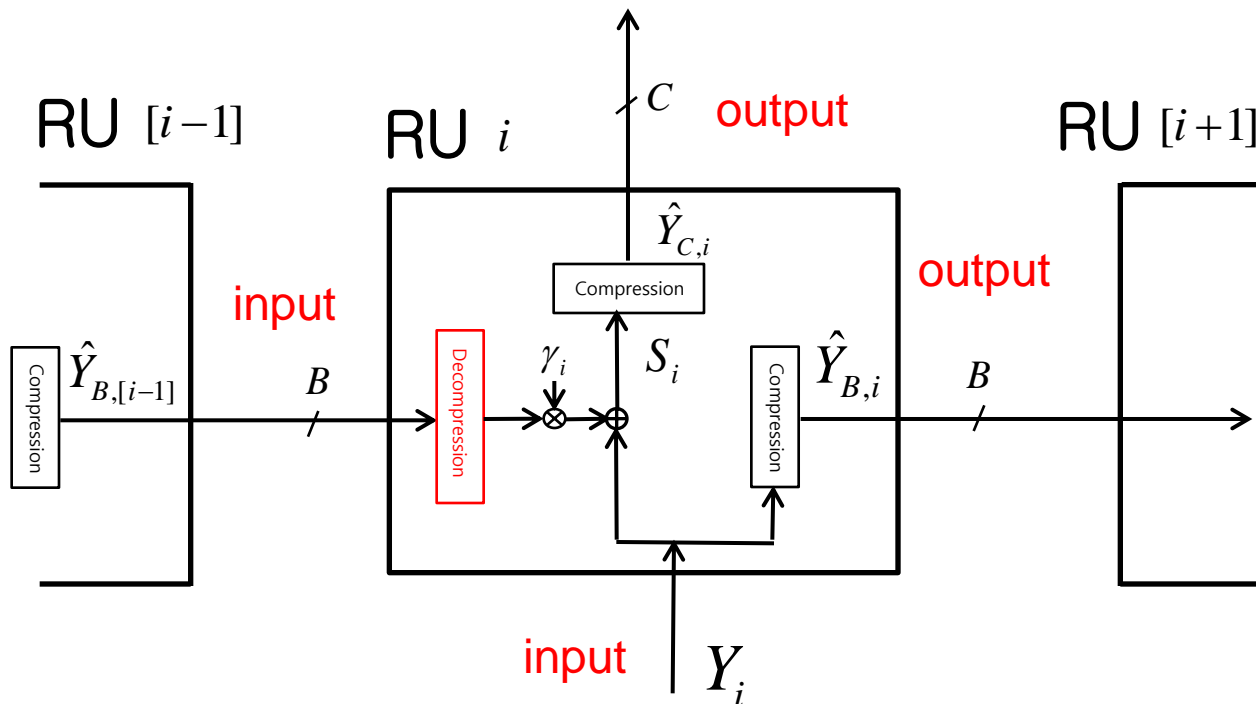 C
output
RU [i−1]
RU i
RU [i+1]
Ŷ_{C,i}
Compression
output
input
Compression
Ŷ_{B,[i−1]}
B
Decompression
γ_i
S_i
Compression
Ŷ_{B,i}
B
input
Y_i